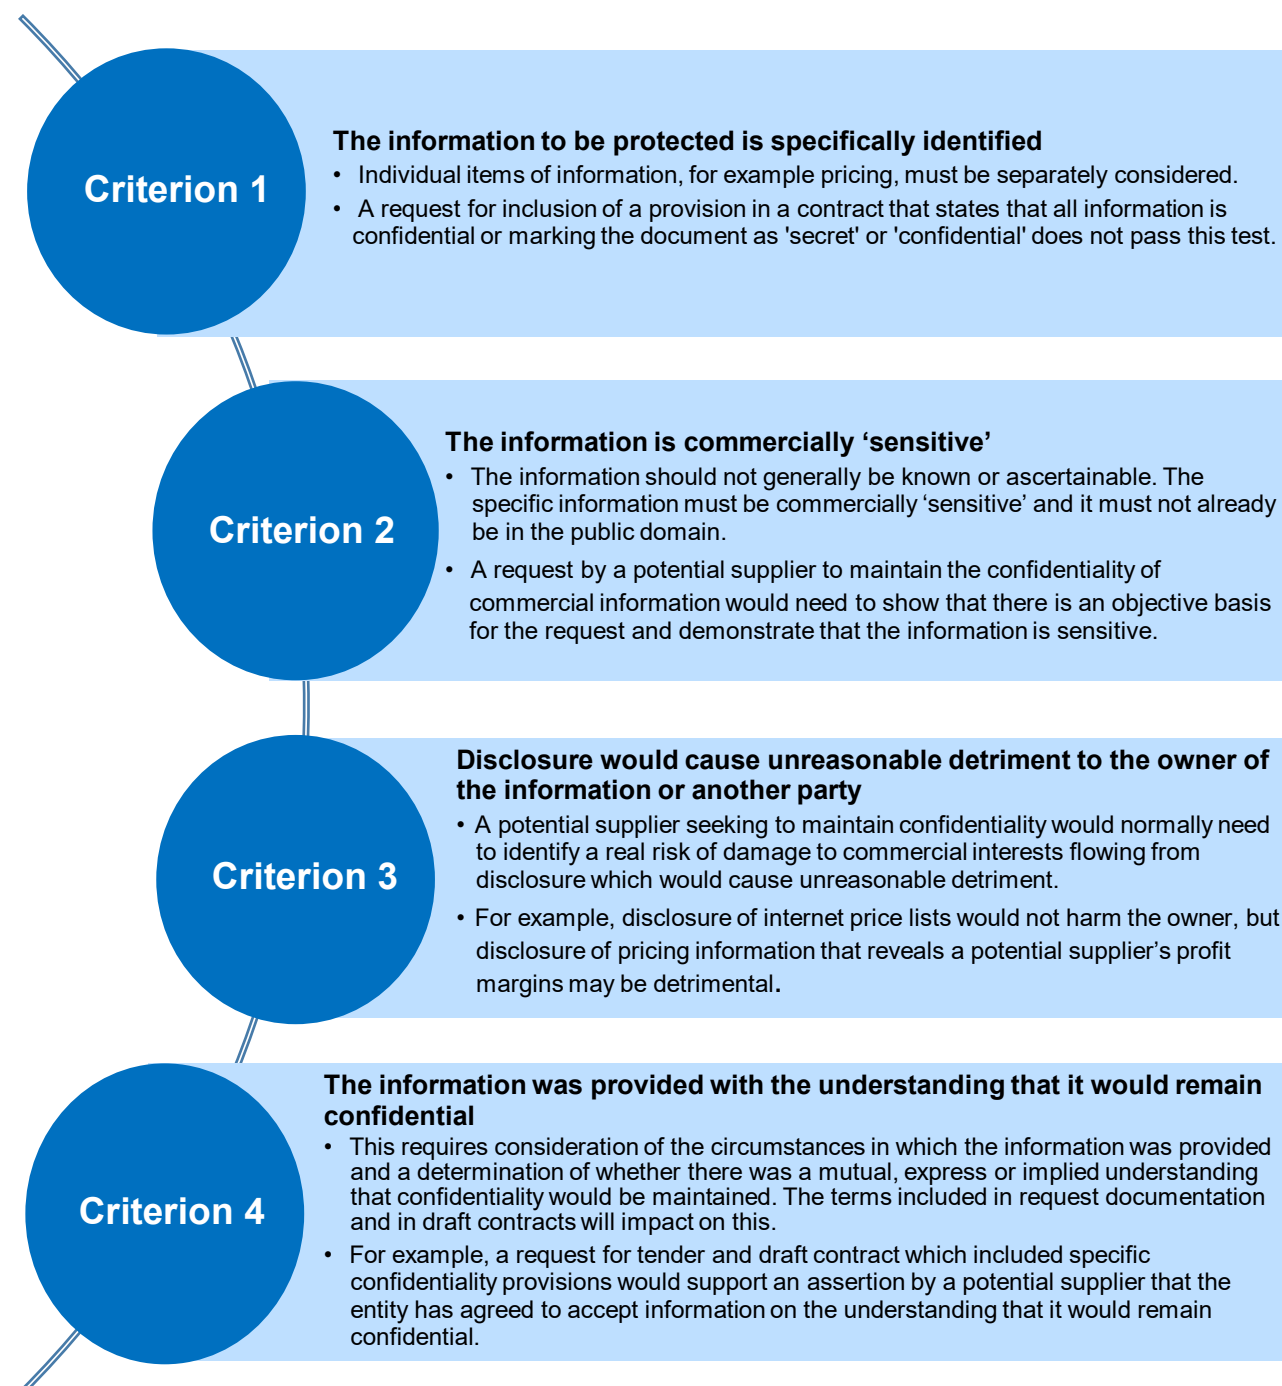 Criterion 1
The information to be protected is specifically identified
• Individual items of information, for example pricing, must be separately considered.
• A request for inclusion of a provision in a contract that states that all information is
confidential or marking the document as 'secret' or 'confidential' does not pass this test.
Criterion 2
The information is commercially ‘sensitive’
• The information should not generally be known or ascertainable. The
specific information must be commercially ‘sensitive’ and it must not already
be in the public domain.
• A request by a potential supplier to maintain the confidentiality of
commercial information would need to show that there is an objective basis
for the request and demonstrate that the information is sensitive.
Criterion 3
Disclosure would cause unreasonable detriment to the owner of
the information or another party
• A potential supplier seeking to maintain confidentiality would normally need
to identify a real risk of damage to commercial interests flowing from
disclosure which would cause unreasonable detriment.
• For example, disclosure of internet price lists would not harm the owner, but
disclosure of pricing information that reveals a potential supplier’s profit
margins may be detrimental.
Criterion 4
The information was provided with the understanding that it would remain
confidential
• This requires consideration of the circumstances in which the information was provided
and a determination of whether there was a mutual, express or implied understanding
that confidentiality would be maintained. The terms included in request documentation
and in draft contracts will impact on this.
• For example, a request for tender and draft contract which included specific
confidentiality provisions would support an assertion by a potential supplier that the
entity has agreed to accept information on the understanding that it would remain
confidential.